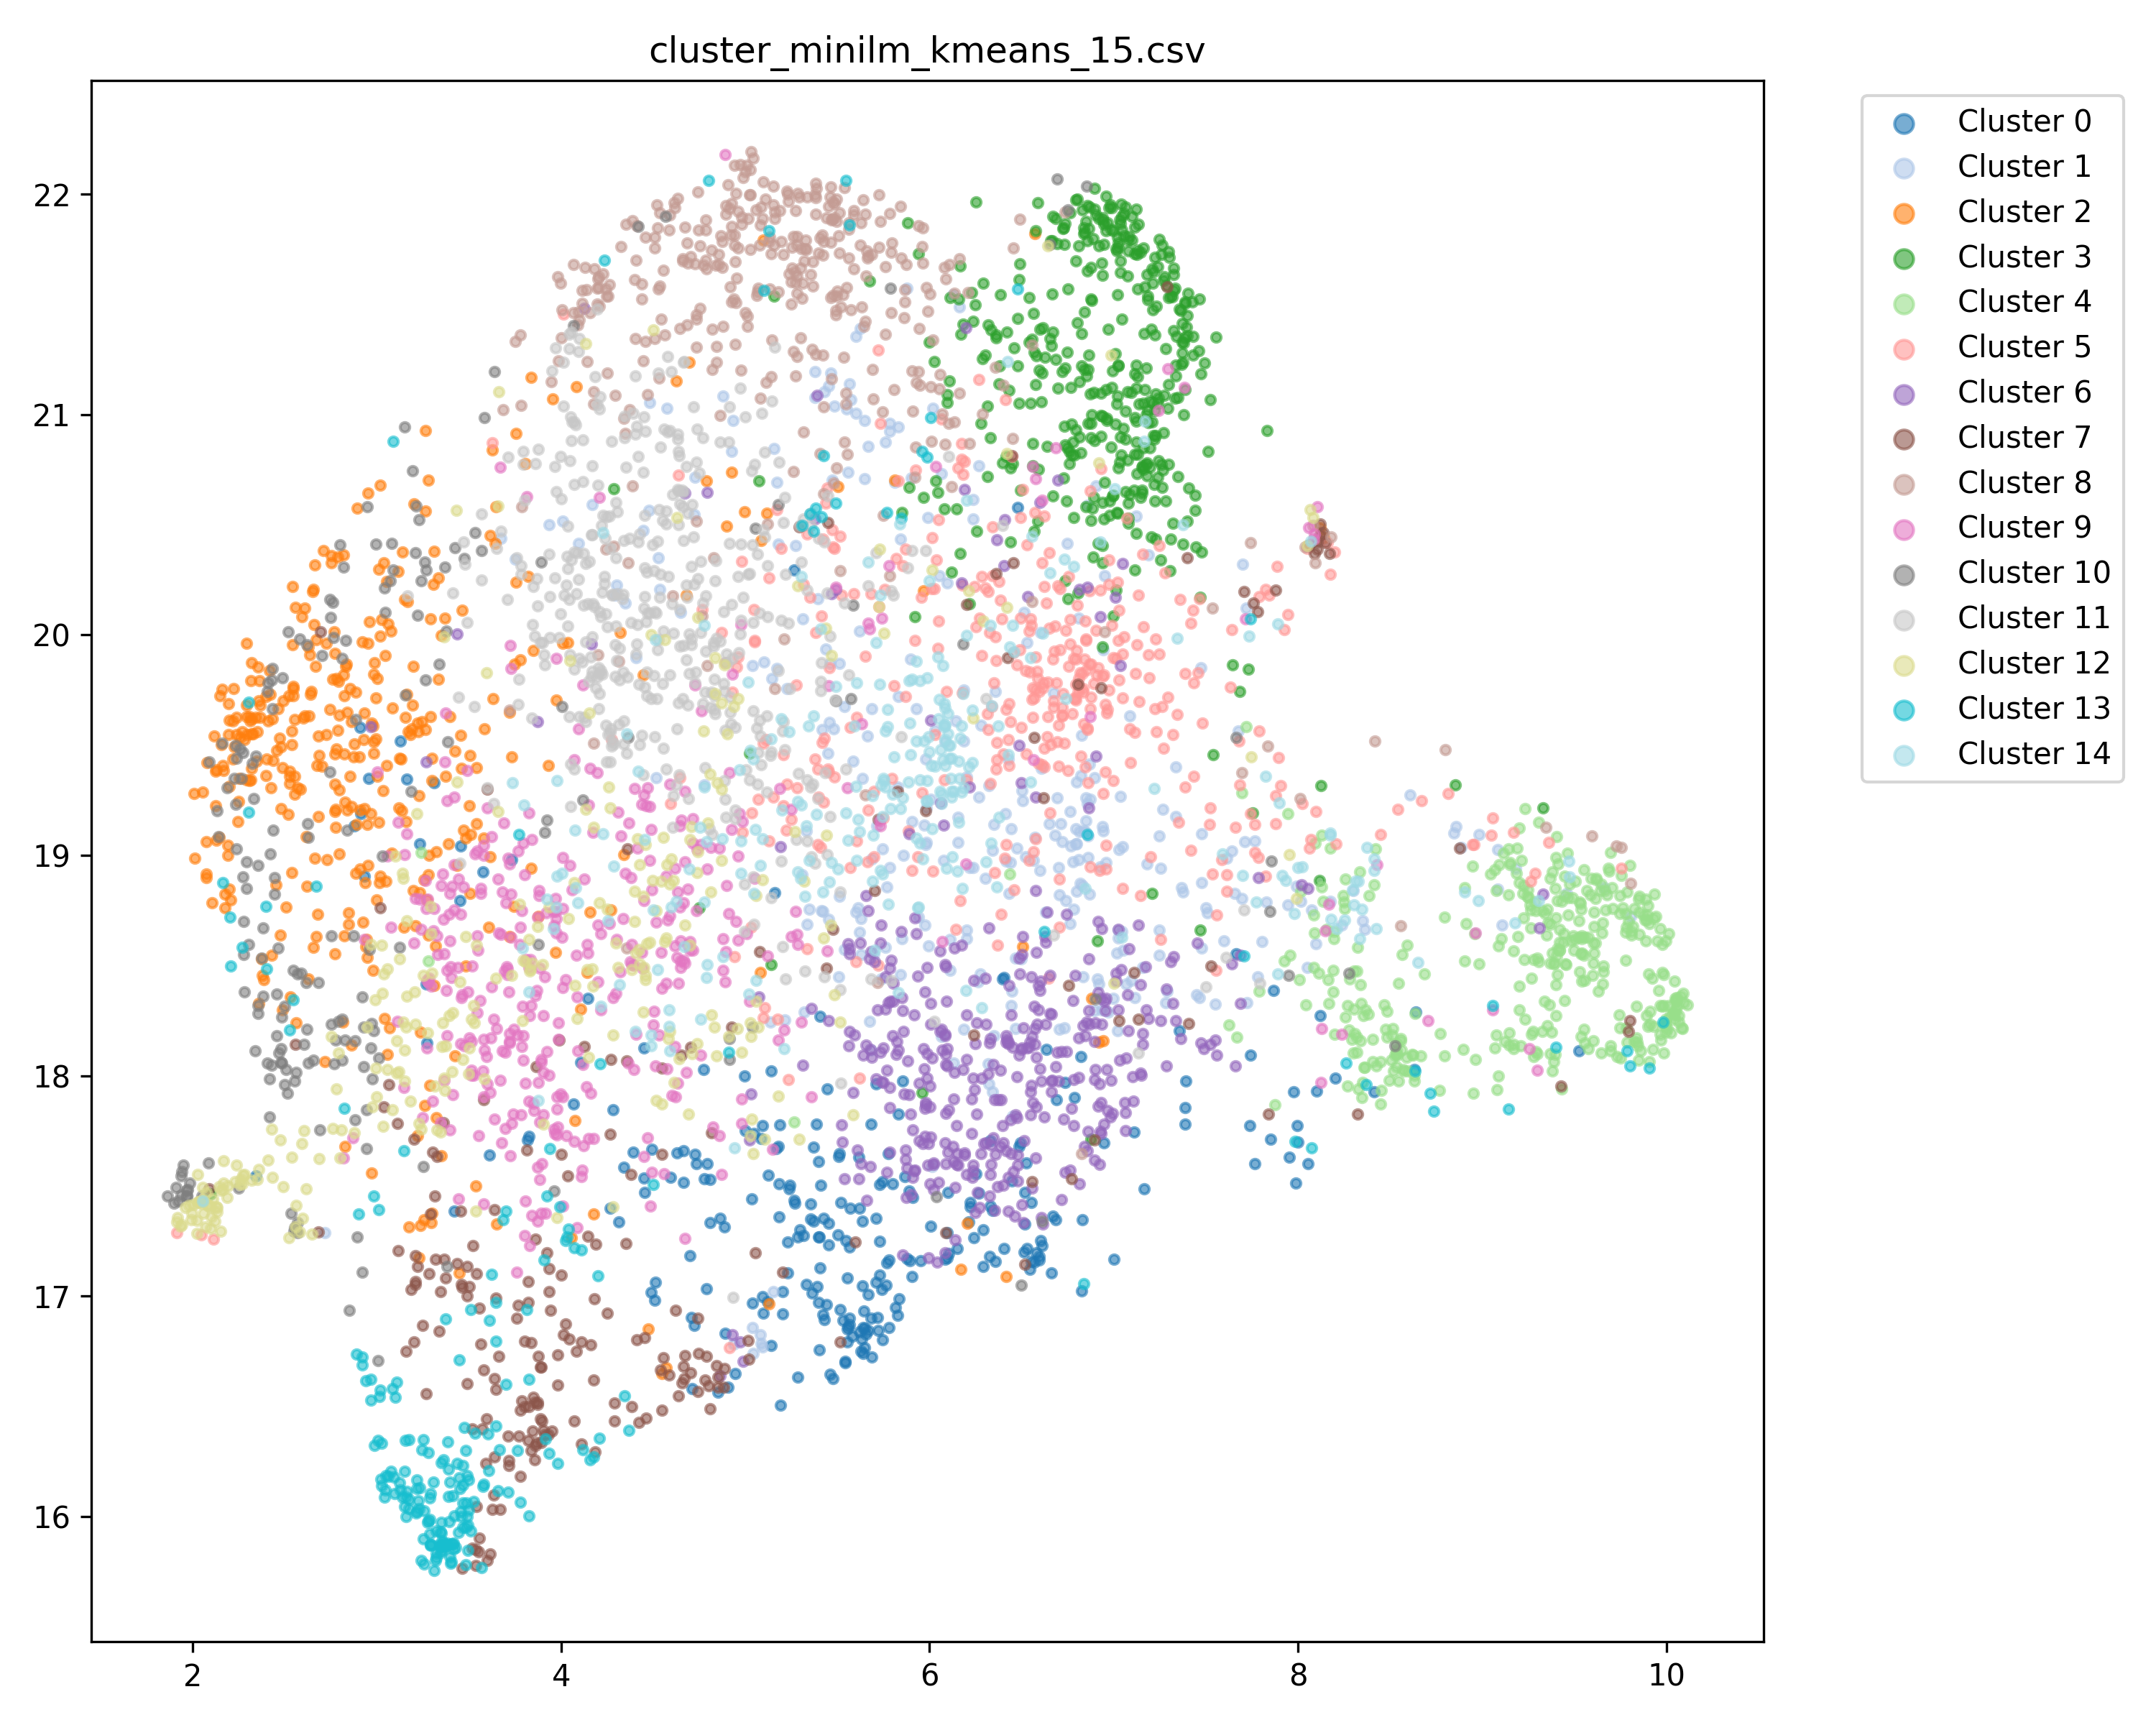 cluster_minilm_kmeans_15.csv
22
21
20
19
18
17
16
2 4 6 8 10
Cluster 0
Cluster 1
Cluster 2
Cluster 3
Cluster 4
Cluster 5
Cluster 6
Cluster 7
Cluster 8
Cluster 9
Cluster 10
Cluster 11
Cluster 12
Cluster 13
Cluster 14